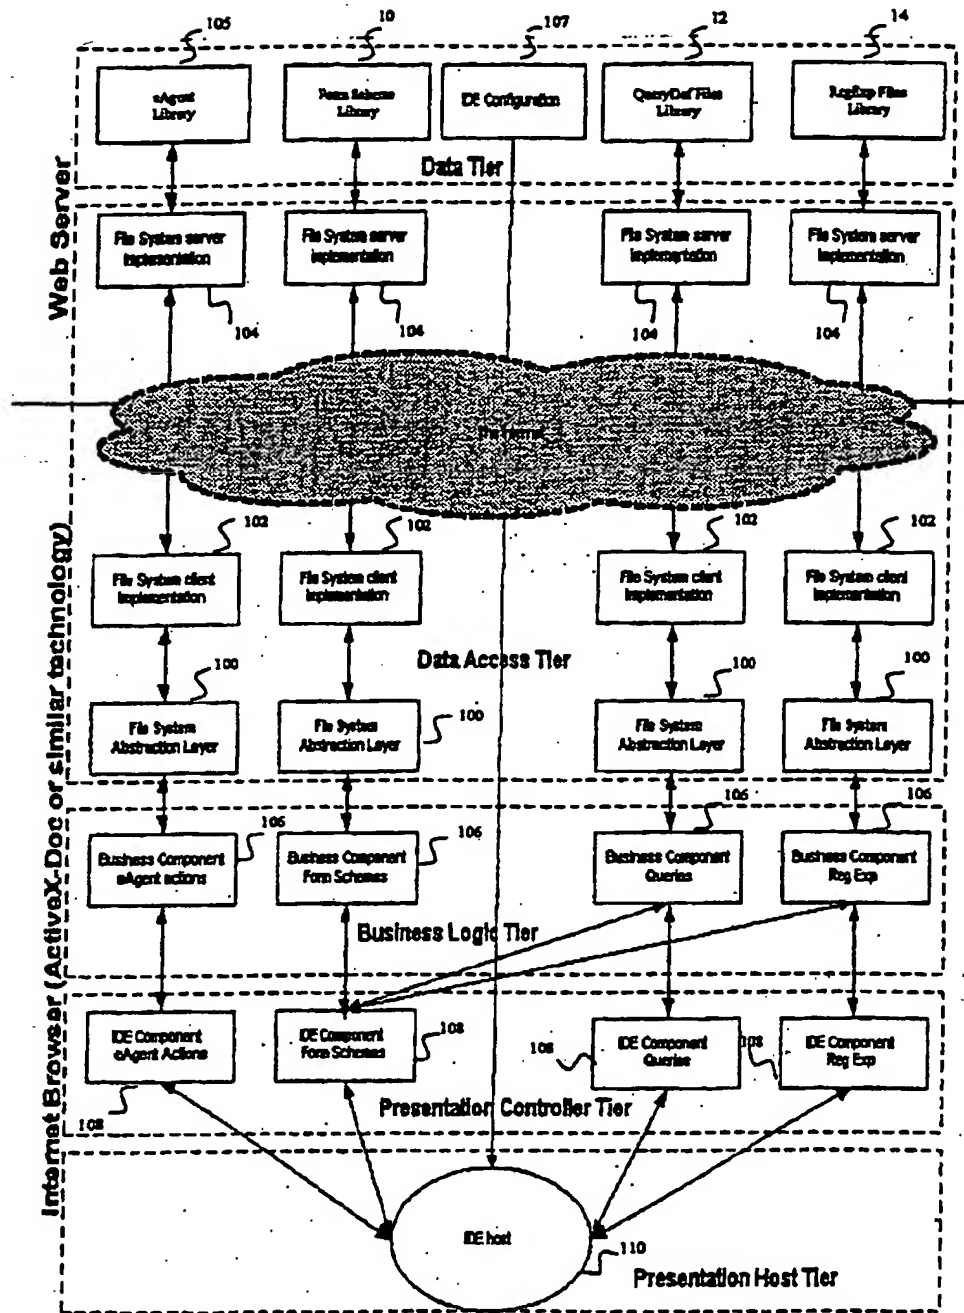 105
10
107
12
14
eAgent
Library
Form Scheme
Library
IDE Configuration
QueryDef Files
Library
RegExp Files
Library
Data Tier
Web Server
File System server
Implementation
File System server
Implementation
File System server
Implementation
File System server
Implementation
104
104
104
104
102
102
102
102
File System client
Implementation
File System client
Implementation
File System client
Implementation
File System client
Implementation
Data Access Tier
100
100
100
100
File System
Abstraction Layer
File System
Abstraction Layer
File System
Abstraction Layer
File System
Abstraction Layer
Internet Browser (ActiveX-Doc or similar technology)
106
106
106
106
Business Component
eAgent actions
Business Component
Form Schemes
Business Component
Queries
Business Component
Reg Exp
Business Logic Tier
IDE Component
eAgent Actions
IDE Component
Form Schemes
IDE Component
Queries
IDE Component
Reg Exp
108
108
108
108
Presentation Controller Tier
IDE host
110
Presentation Host Tier